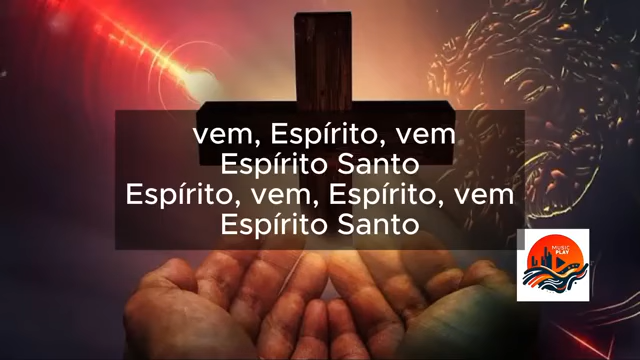 vem, Espírito, vem
Espírito Santo
Espírito, vem, Espírito, vem
Espírito Santo
MUSIC
PLAY